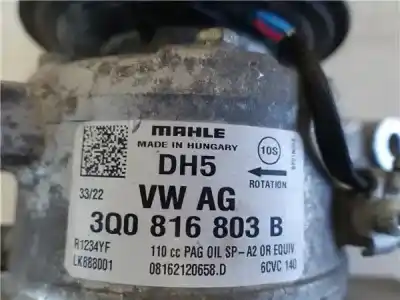 MAHLE
MADE IN HUNGARY
DH5
10S
ROTATION
33/22
VW AG
3Q0 816 803 B
R1234YF
110 cc PAG OIL SP-A2 OR EQUIV
LK888001
08162120658.D
6CVC 140